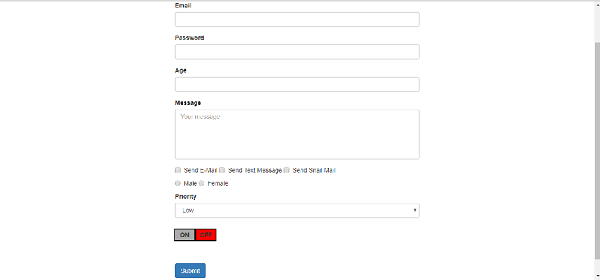 Email
Password
Age
Message
Your message
Send E-Mail Send Text Message Send Snail Mail
Male Female
Priority
Low
ON OFF
Submit